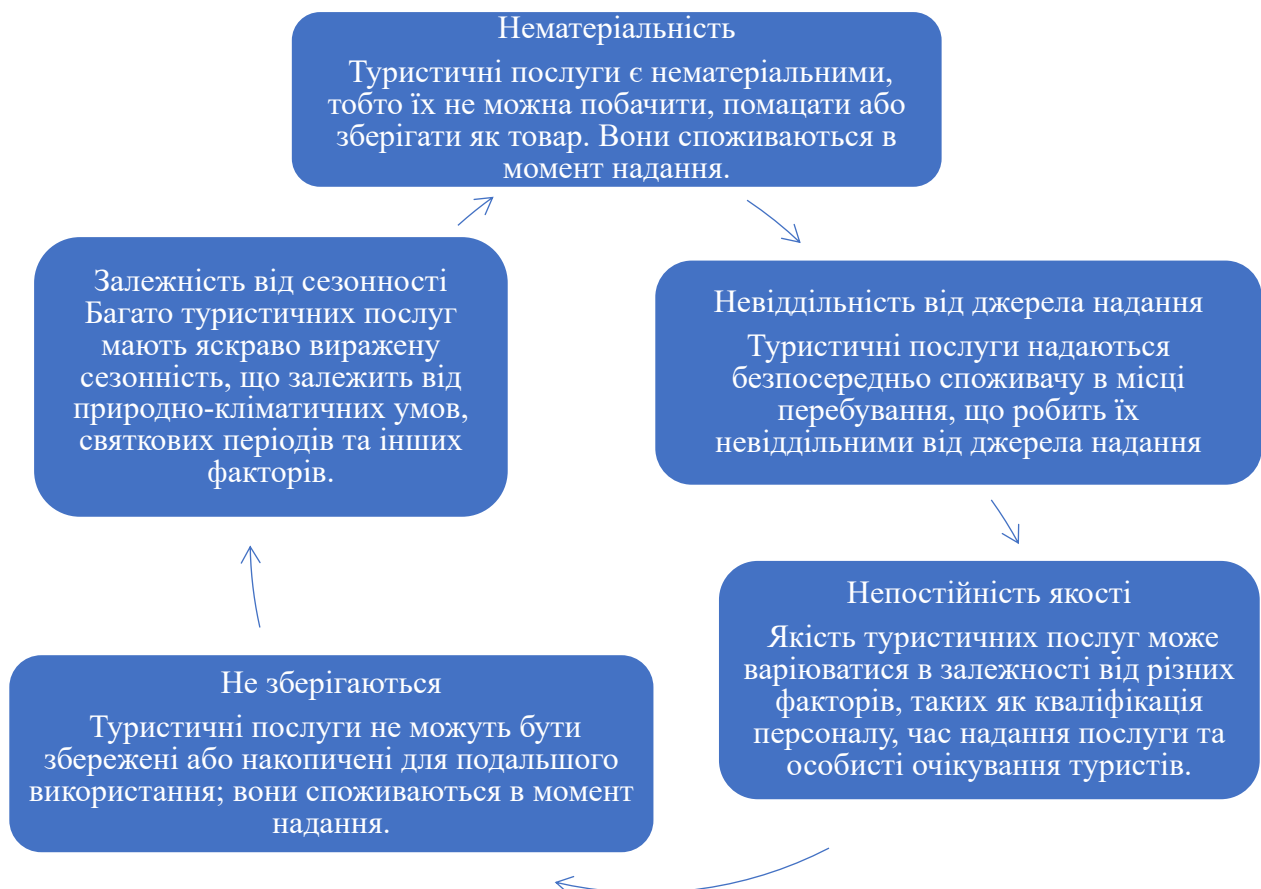 Нематеріальність
Туристичні послуги є нематеріальними,
тобто їх не можна побачити, помацати або
зберігати як товар. Вони споживаються в
момент надання.
Невіддільність від джерела надання
Туристичні послуги надаються
безпосередньо споживачу в місці
перебування, що робить їх
невіддільними від джерела надання
Непостійність якості
Якість туристичних послуг може
варіюватися в залежності від різних
факторів, таких як кваліфікація
персоналу, час надання послуги та
особисті очікування туристів.
Не зберігаються
Туристичні послуги не можуть бути
збережені або накопичені для подальшого
використання; вони споживаються в момент
надання.
Залежність від сезонності
Багато туристичних послуг
мають яскраво виражену
сезонність, що залежить від
природно-кліматичних умов,
святкових періодів та інших
факторів.